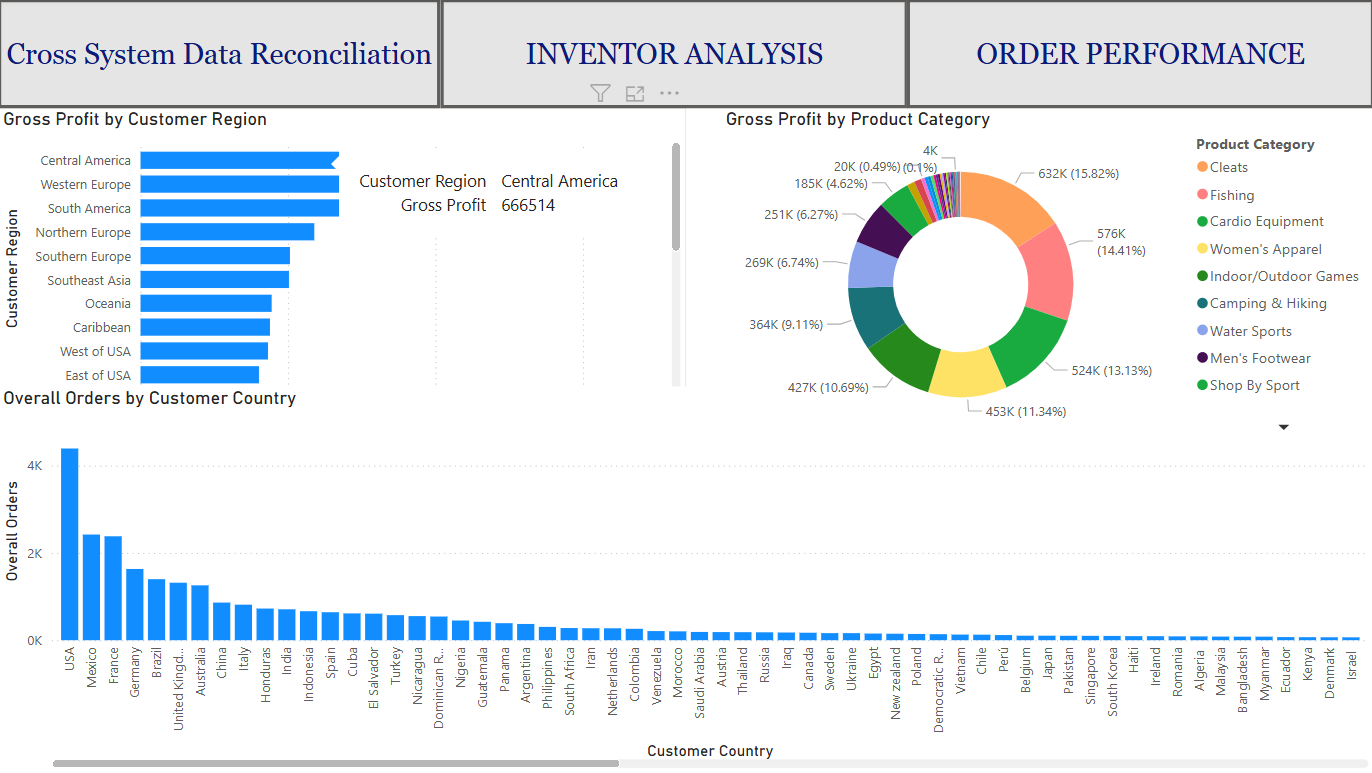 Cross System Data Reconciliation
INVENTOR ANALYSIS
ORDER PERFORMANCE
Gross Profit by Customer Region
Customer Region
Central America
Western Europe
South America
Northern Europe
Southern Europe
Southeast Asia
Oceania
Caribbean
West of USA
East of USA
Customer Region Central America
Gross Profit 666514
Gross Profit by Product Category
4K
(0.1%)
20K (0.49%)
185K (4.62%)
251K (6.27%)
269K (6.74%)
364K (9.11%)
427K (10.69%)
453K (11.34%)
524K (13.13%)
576K
(14.41%)
632K (15.82%)
Product Category
Cleats
Fishing
Cardio Equipment
Women's Apparel
Indoor/Outdoor Games
Camping & Hiking
Water Sports
Men's Footwear
Shop By Sport
Overall Orders by Customer Country
Overall Orders
4K
2K
0K
USA
Mexico
France
Germany
Brazil
United Kingd...
Australia
China
Italy
Honduras
India
Indonesia
Spain
Cuba
El Salvador
Turkey
Nicaragua
Dominican R...
Nigeria
Guatemala
Panama
Argentina
Philippines
South Africa
Iran
Netherlands
Colombia
Venezuela
Morocco
Saudi Arabia
Austria
Thailand
Russia
Iraq
Canada
Sweden
Ukraine
Egypt
New zealand
Poland
Democratic R...
Vietnam
Chile
Perú
Belgium
Japan
Pakistan
Singapore
South Korea
Haiti
Ireland
Romania
Algeria
Malaysia
Bangladesh
Myanmar
Ecuador
Kenya
Denmark
Israel
Customer Country